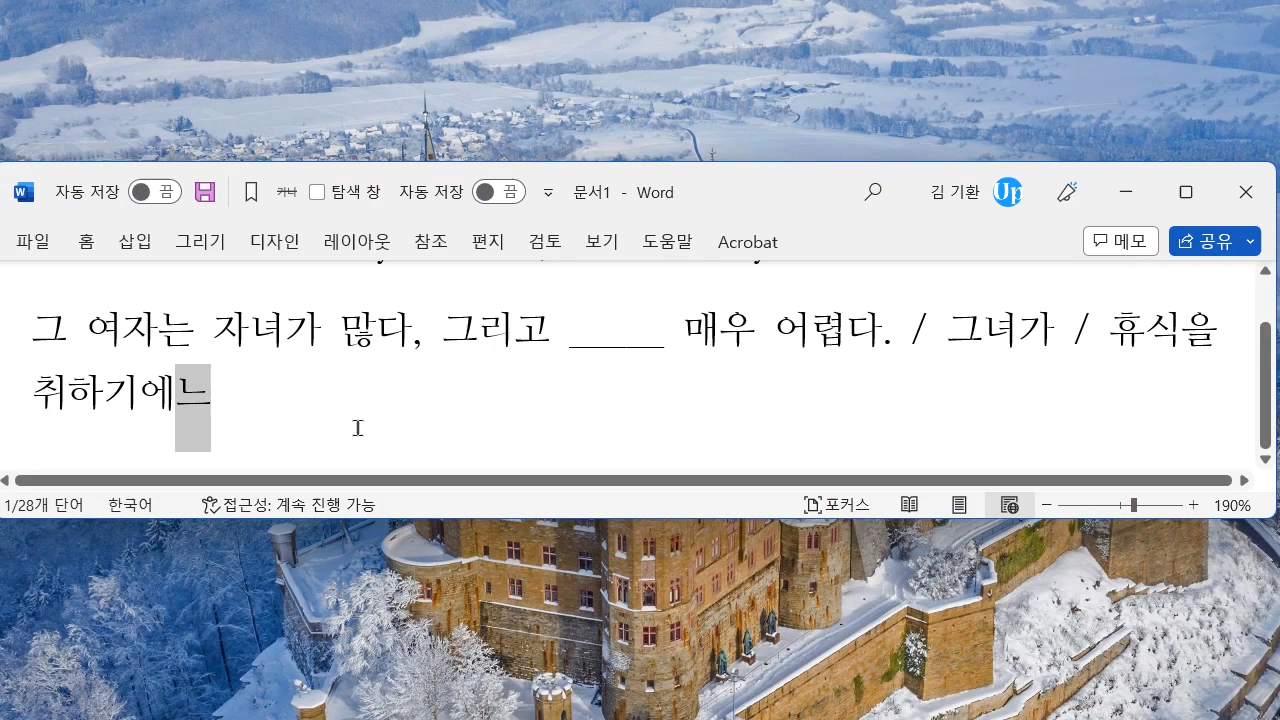 자동 저장 끔 가나 탐색 창 자동 저장 끔 문서1 - Word 김 기환 Up
파일 홈 삽입 그리기 디자인 레이아웃 참조 편지 검토 보기 도움말 Acrobat 메모 공유
그 여자는 자녀가 많다, 그리고 _____ 매우 어렵다. / 그녀가 / 휴식을
취하기에느
1/28개 단어 한국어 접근성: 계속 진행 가능 포커스 190%